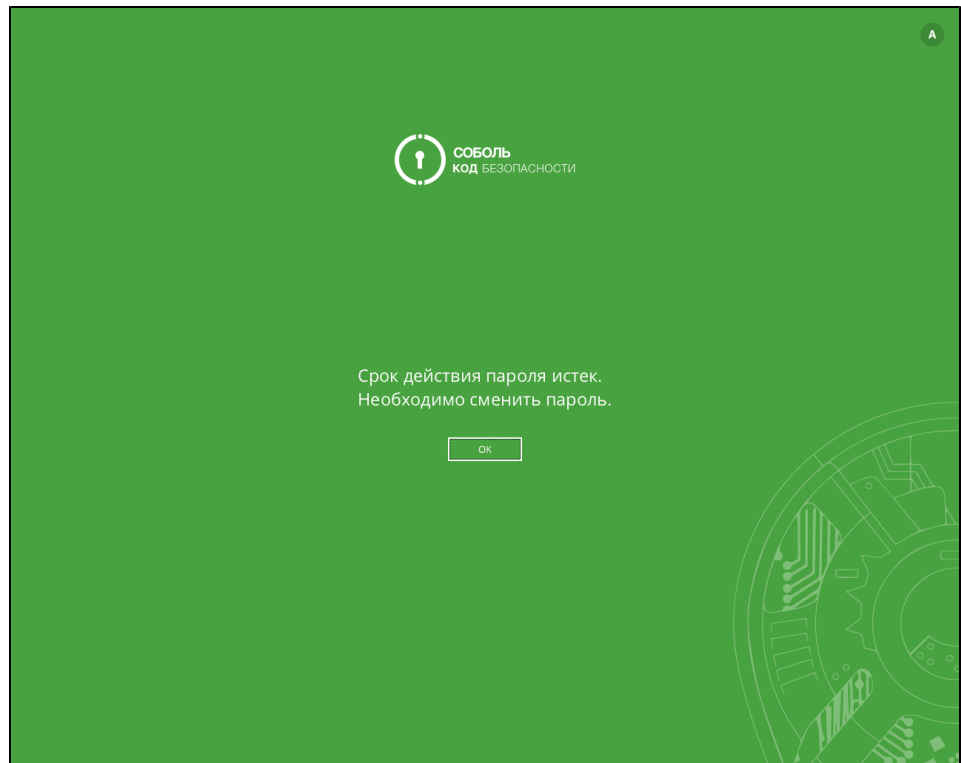 А
СОБОЛЬ
КОД БЕЗОПАСНОСТИ
Срок действия пароля истек.
Необходимо сменить пароль.
ОК